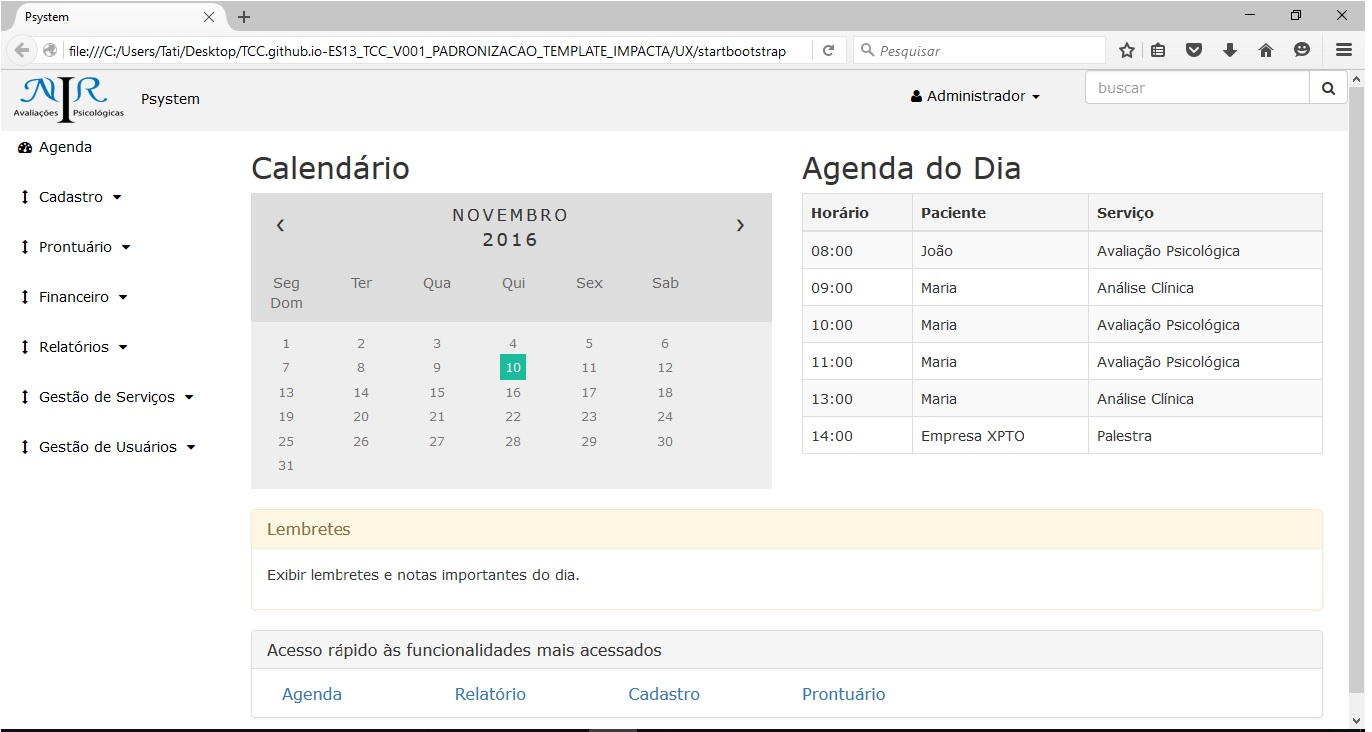 Psystem
file:///C:/Users/Tati/Desktop/TCC.github.io-ES13_TCC_V001_PADRONIZACAO_TEMPLATE_IMPACTA/UX/startbootstrap
Pesquisar
NIR
Avaliações Psicológicas
Psystem
Administrador
buscar
Agenda
Cadastro
Prontuário
Financeiro
Relatórios
Gestão de Serviços
Gestão de Usuários
Calendário
NOVEMBRO
2016
Seg Ter Qua Qui Sex Sab
Dom
1 2 3 4 5 6
7 8 9 10 11 12
13 14 15 16 17 18
19 20 21 22 23 24
25 26 27 28 29 30
31
Agenda do Dia
Horário Paciente Serviço
08:00 João Avaliação Psicológica
09:00 Maria Análise Clínica
10:00 Maria Avaliação Psicológica
11:00 Maria Avaliação Psicológica
13:00 Maria Análise Clínica
14:00 Empresa XPTO Palestra
Lembretes
Exibir lembretes e notas importantes do dia.
Acesso rápido às funcionalidades mais acessados
Agenda Relatório Cadastro Prontuário